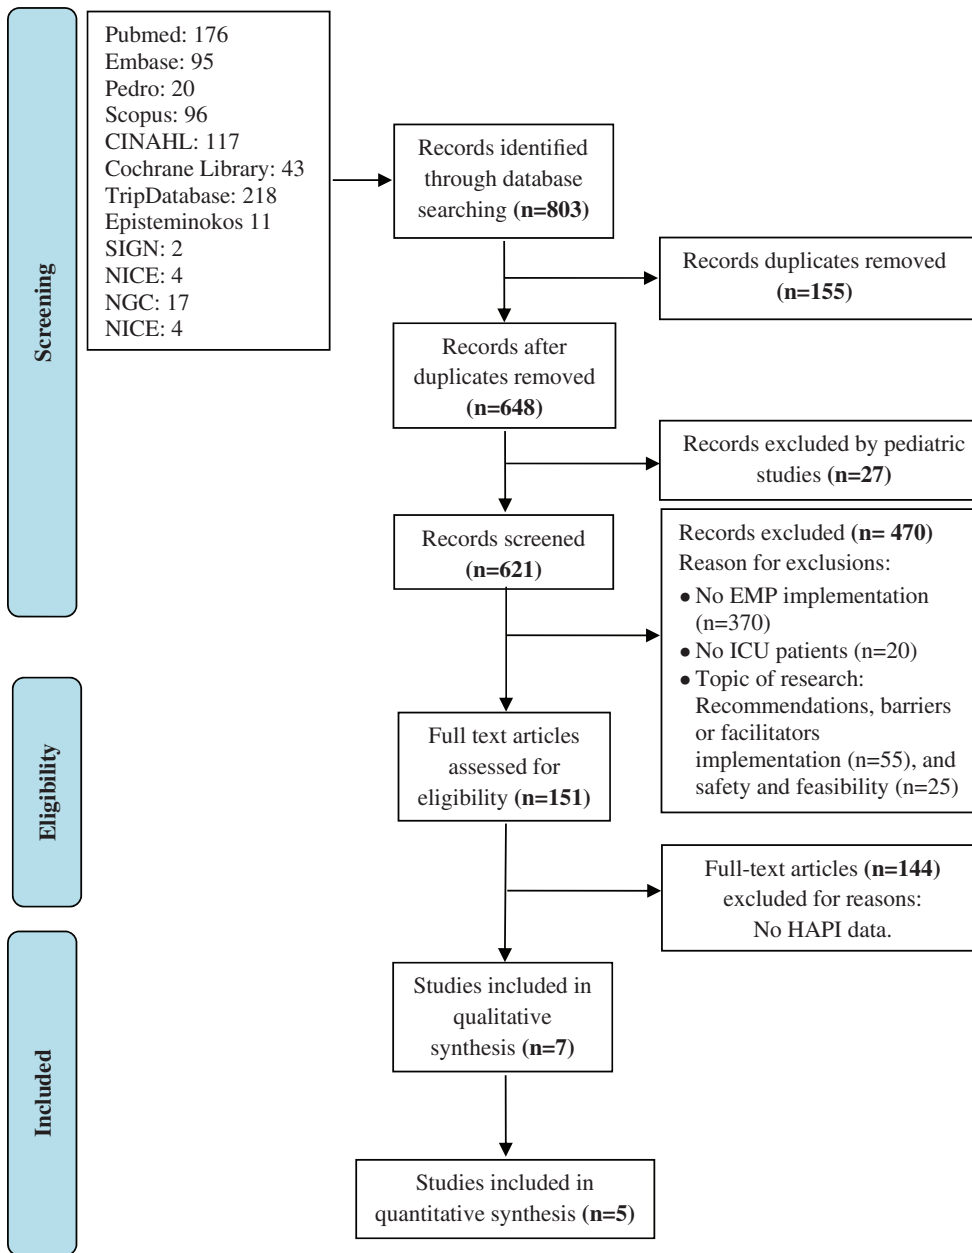 Screening
Pubmed: 176
Embase: 95
Pedro: 20
Scopus: 96
CINAHL: 117
Cochrane Library: 43
TripDatabase: 218
Episteminokos 11
SIGN: 2
NICE: 4
NGC: 17
NICE: 4
Records identified
through database
searching (n=803)
Records duplicates removed
(n=155)
Records after
duplicates removed
(n=648)
Records excluded by pediatric
studies (n=27)
Records screened
(n=621)
Records excluded (n= 470)
Reason for exclusions:
• No EMP implementation
(n=370)
• No ICU patients (n=20)
• Topic of research:
Recommendations, barriers
or facilitators
implementation (n=55), and
safety and feasibility (n=25)
Eligibility
Full text articles
assessed for
eligibility (n=151)
Full-text articles (n=144)
excluded for reasons:
No HAPI data.
Included
Studies included in
qualitative
synthesis (n=7)
Studies included in
quantitative synthesis (n=5)